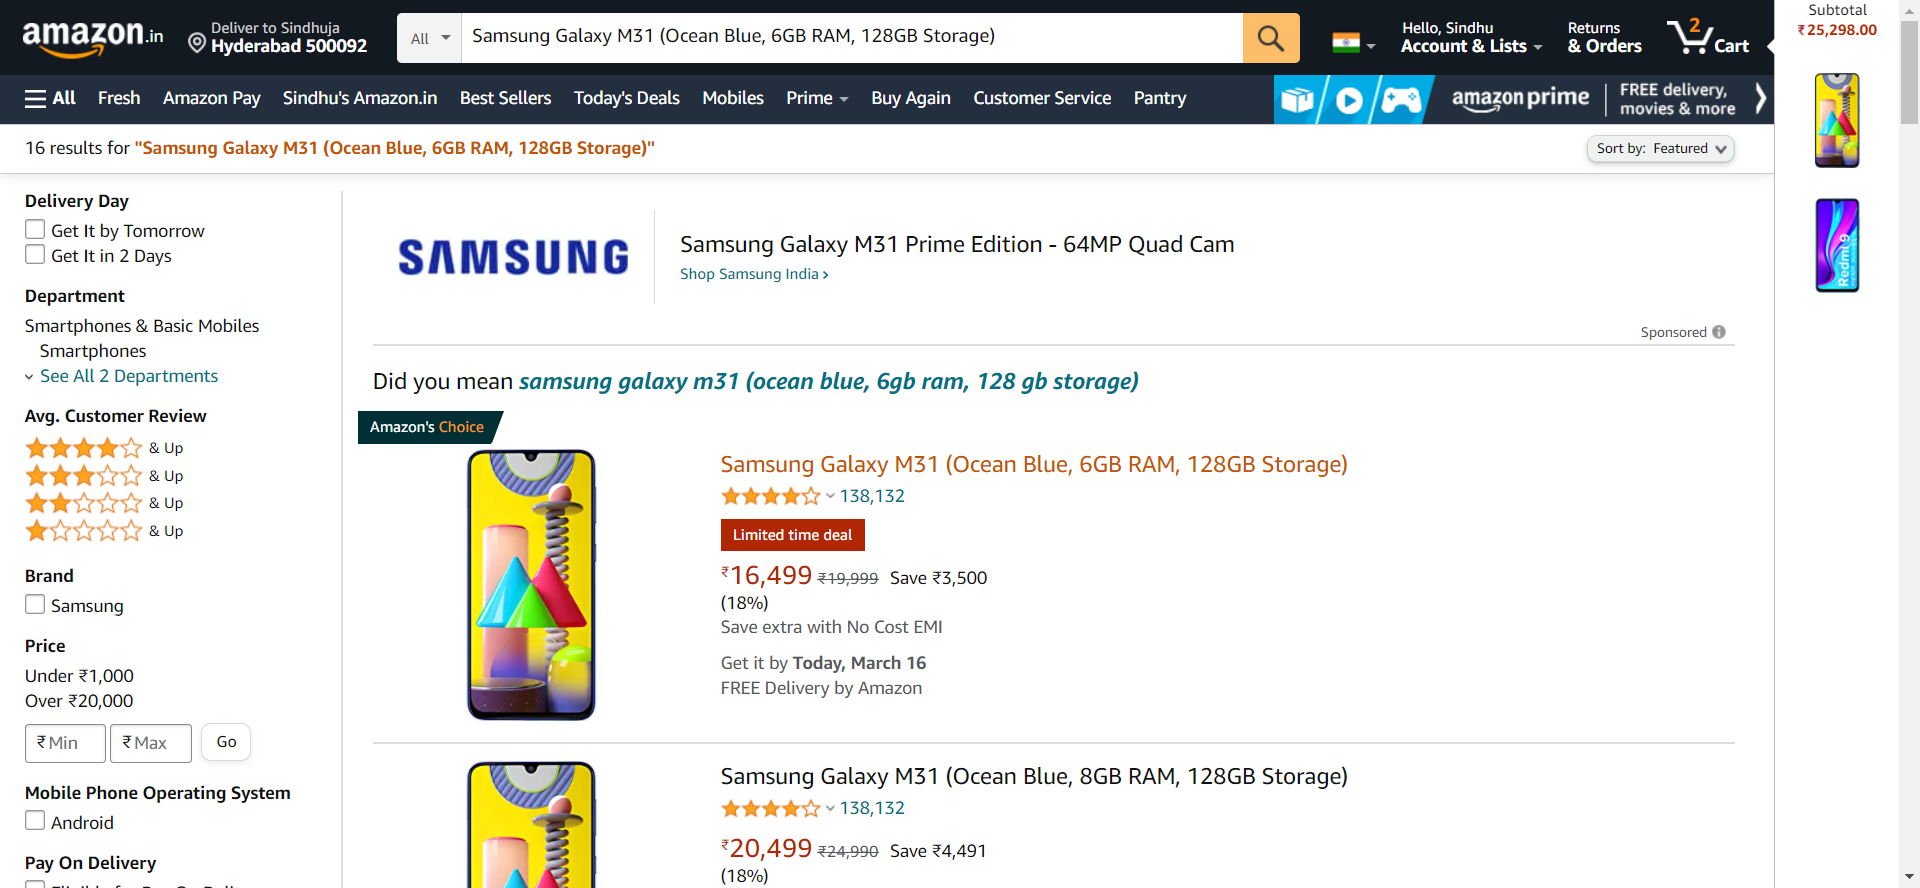 amazon.in
Deliver to Sindhuja
Hyderabad 500092
All
Samsung Galaxy M31 (Ocean Blue, 6GB RAM, 128GB Storage)
Hello, Sindhu
Account & Lists
Returns
& Orders
2
Cart
Subtotal
₹25,298.00
All
Fresh
Amazon Pay
Sindhu's Amazon.in
Best Sellers
Today's Deals
Mobiles
Prime
Buy Again
Customer Service
Pantry
amazon prime
FREE delivery,
movies & more
16 results for "Samsung Galaxy M31 (Ocean Blue, 6GB RAM, 128GB Storage)"
Sort by: Featured
Redmi 9
Delivery Day
Get It by Tomorrow
Get It in 2 Days
Department
Smartphones & Basic Mobiles
Smartphones
See All 2 Departments
Avg. Customer Review
& Up
& Up
& Up
& Up
Brand
Samsung
Price
Under ₹1,000
Over ₹20,000
₹ Min
₹ Max
Go
Mobile Phone Operating System
Android
Pay On Delivery
SAMSUNG
Samsung Galaxy M31 Prime Edition - 64MP Quad Cam
Shop Samsung India ›
Sponsored
Did you mean samsung galaxy m31 (ocean blue, 6gb ram, 128 gb storage)
Amazon's Choice
Samsung Galaxy M31 (Ocean Blue, 6GB RAM, 128GB Storage)
138,132
Limited time deal
₹16,499 ₹19,999 Save ₹3,500
(18%)
Save extra with No Cost EMI
Get it by Today, March 16
FREE Delivery by Amazon
Samsung Galaxy M31 (Ocean Blue, 8GB RAM, 128GB Storage)
138,132
₹20,499 ₹24,990 Save ₹4,491
(18%)